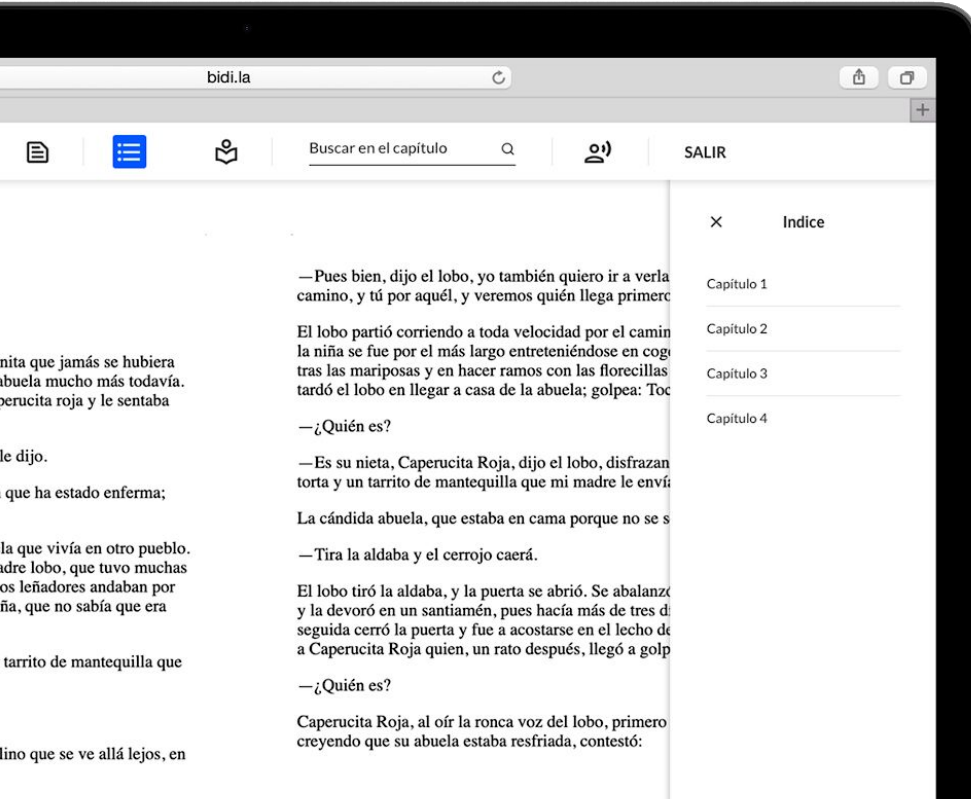 bidi.la
Buscar en el capítulo
SALIR
nita que jamás se hubiera
abuela mucho más todavía.
perucita roja y le sentaba
le dijo.
que ha estado enferma;
la que vivía en otro pueblo.
adre lobo, que tuvo muchas
os leñadores andaban por
ña, que no sabía que era
tarrito de mantequilla que
lino que se ve allá lejos, en
—Pues bien, dijo el lobo, yo también quiero ir a verla
camino, y tú por aquél, y veremos quién llega primero
El lobo partió corriendo a toda velocidad por el camin
la niña se fue por el más largo entreteniéndose en coge
tras las mariposas y en hacer ramos con las florecillas
tardó el lobo en llegar a casa de la abuela; golpea: Toc
—¿Quién es?
—Es su nieta, Caperucita Roja, dijo el lobo, disfrazan
torta y un tarrito de mantequilla que mi madre le envía
La cándida abuela, que estaba en cama porque no se s
—Tira la aldaba y el cerrojo caerá.
El lobo tiró la aldaba, y la puerta se abrió. Se abalanzó
y la devoró en un santiamén, pues hacía más de tres dí
seguida cerró la puerta y fue a acostarse en el lecho de
a Caperucita Roja quien, un rato después, llegó a golp
—¿Quién es?
Caperucita Roja, al oír la ronca voz del lobo, primero
creyendo que su abuela estaba resfriada, contestó:
Indice
Capítulo 1
Capítulo 2
Capítulo 3
Capítulo 4